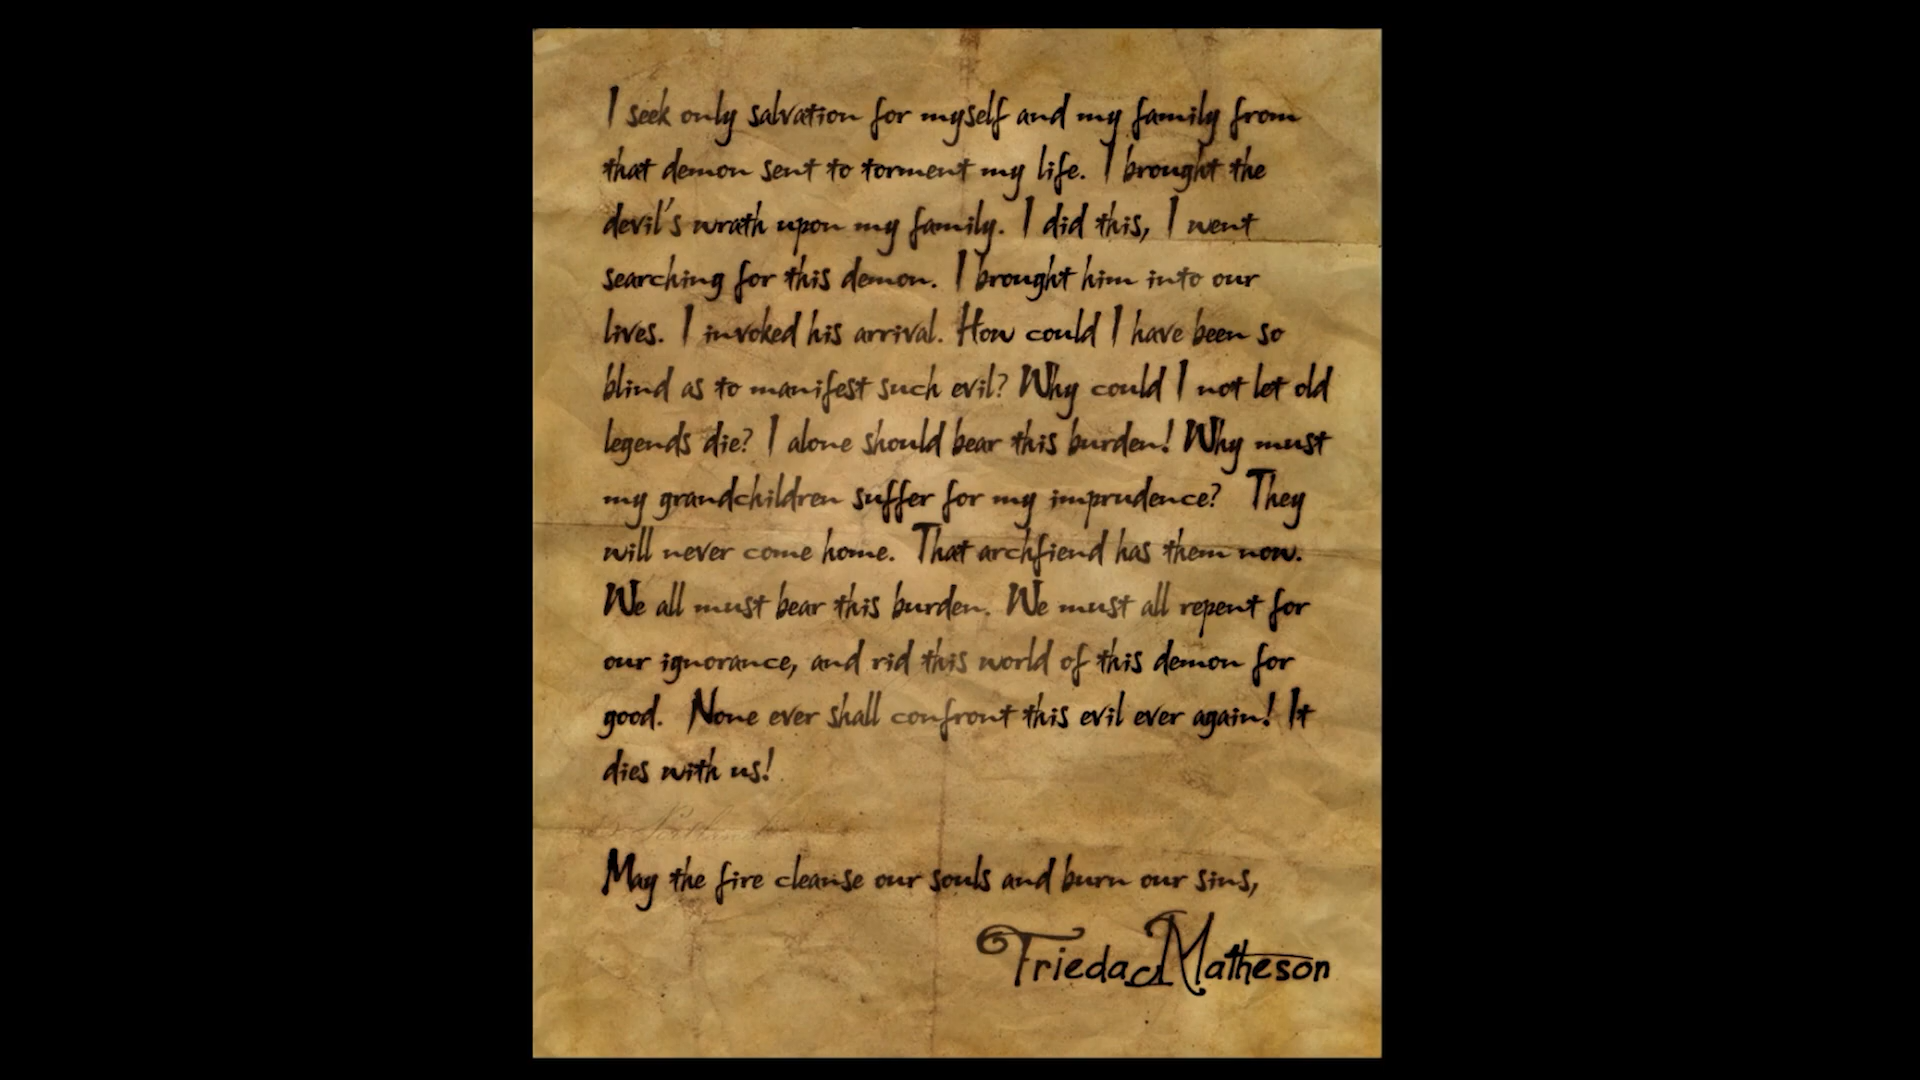 I seek only salvation for myself and my family from
that demon sent to torment my life. I brought the
devil's wrath upon my family. I did this, I went
searching for this demon. I brought him into our
lives. I invoked his arrival. How could I have been so
blind as to manifest such evil? Why could I not let old
legends die? I alone should bear this burden! Why must
my grandchildren suffer for my imprudence? They
will never come home. That archfiend has them now.
We all must bear this burden. We must all repent for
our ignorance, and rid this world of this demon for
good. None ever shall confront this evil ever again! It
dies with us!
May the fire cleanse our souls and burn our sins,
Frieda Matheson